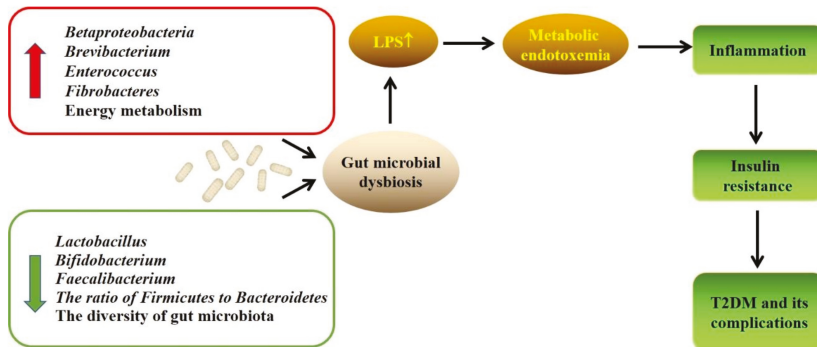 Betaproteobacteria
Brevibacterium
Enterococcus
Fibrobacteres
Energy metabolism
LPS↑
Metabolic
endotoxemia
Inflammation
Gut microbial
dysbiosis
Insulin
resistance
Lactobacillus
Bifidobacterium
Faecalibacterium
The ratio of Firmicutes to Bacteroidetes
The diversity of gut microbiota
T2DM and its
complications